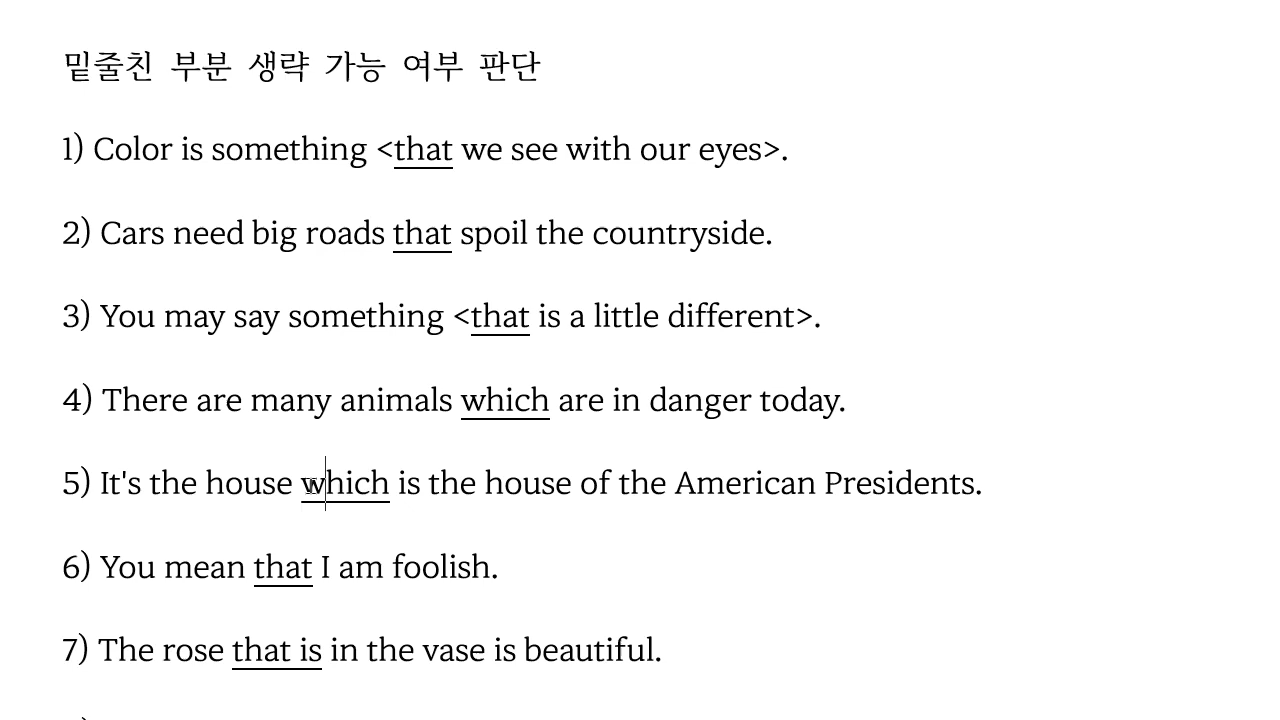 밑줄친 부분 생략 가능 여부 판단
1) Color is something <that we see with our eyes>.
2) Cars need big roads that spoil the countryside.
3) You may say something <that is a little different>.
4) There are many animals which are in danger today.
5) It's the house which is the house of the American Presidents.
6) You mean that I am foolish.
7) The rose that is in the vase is beautiful.